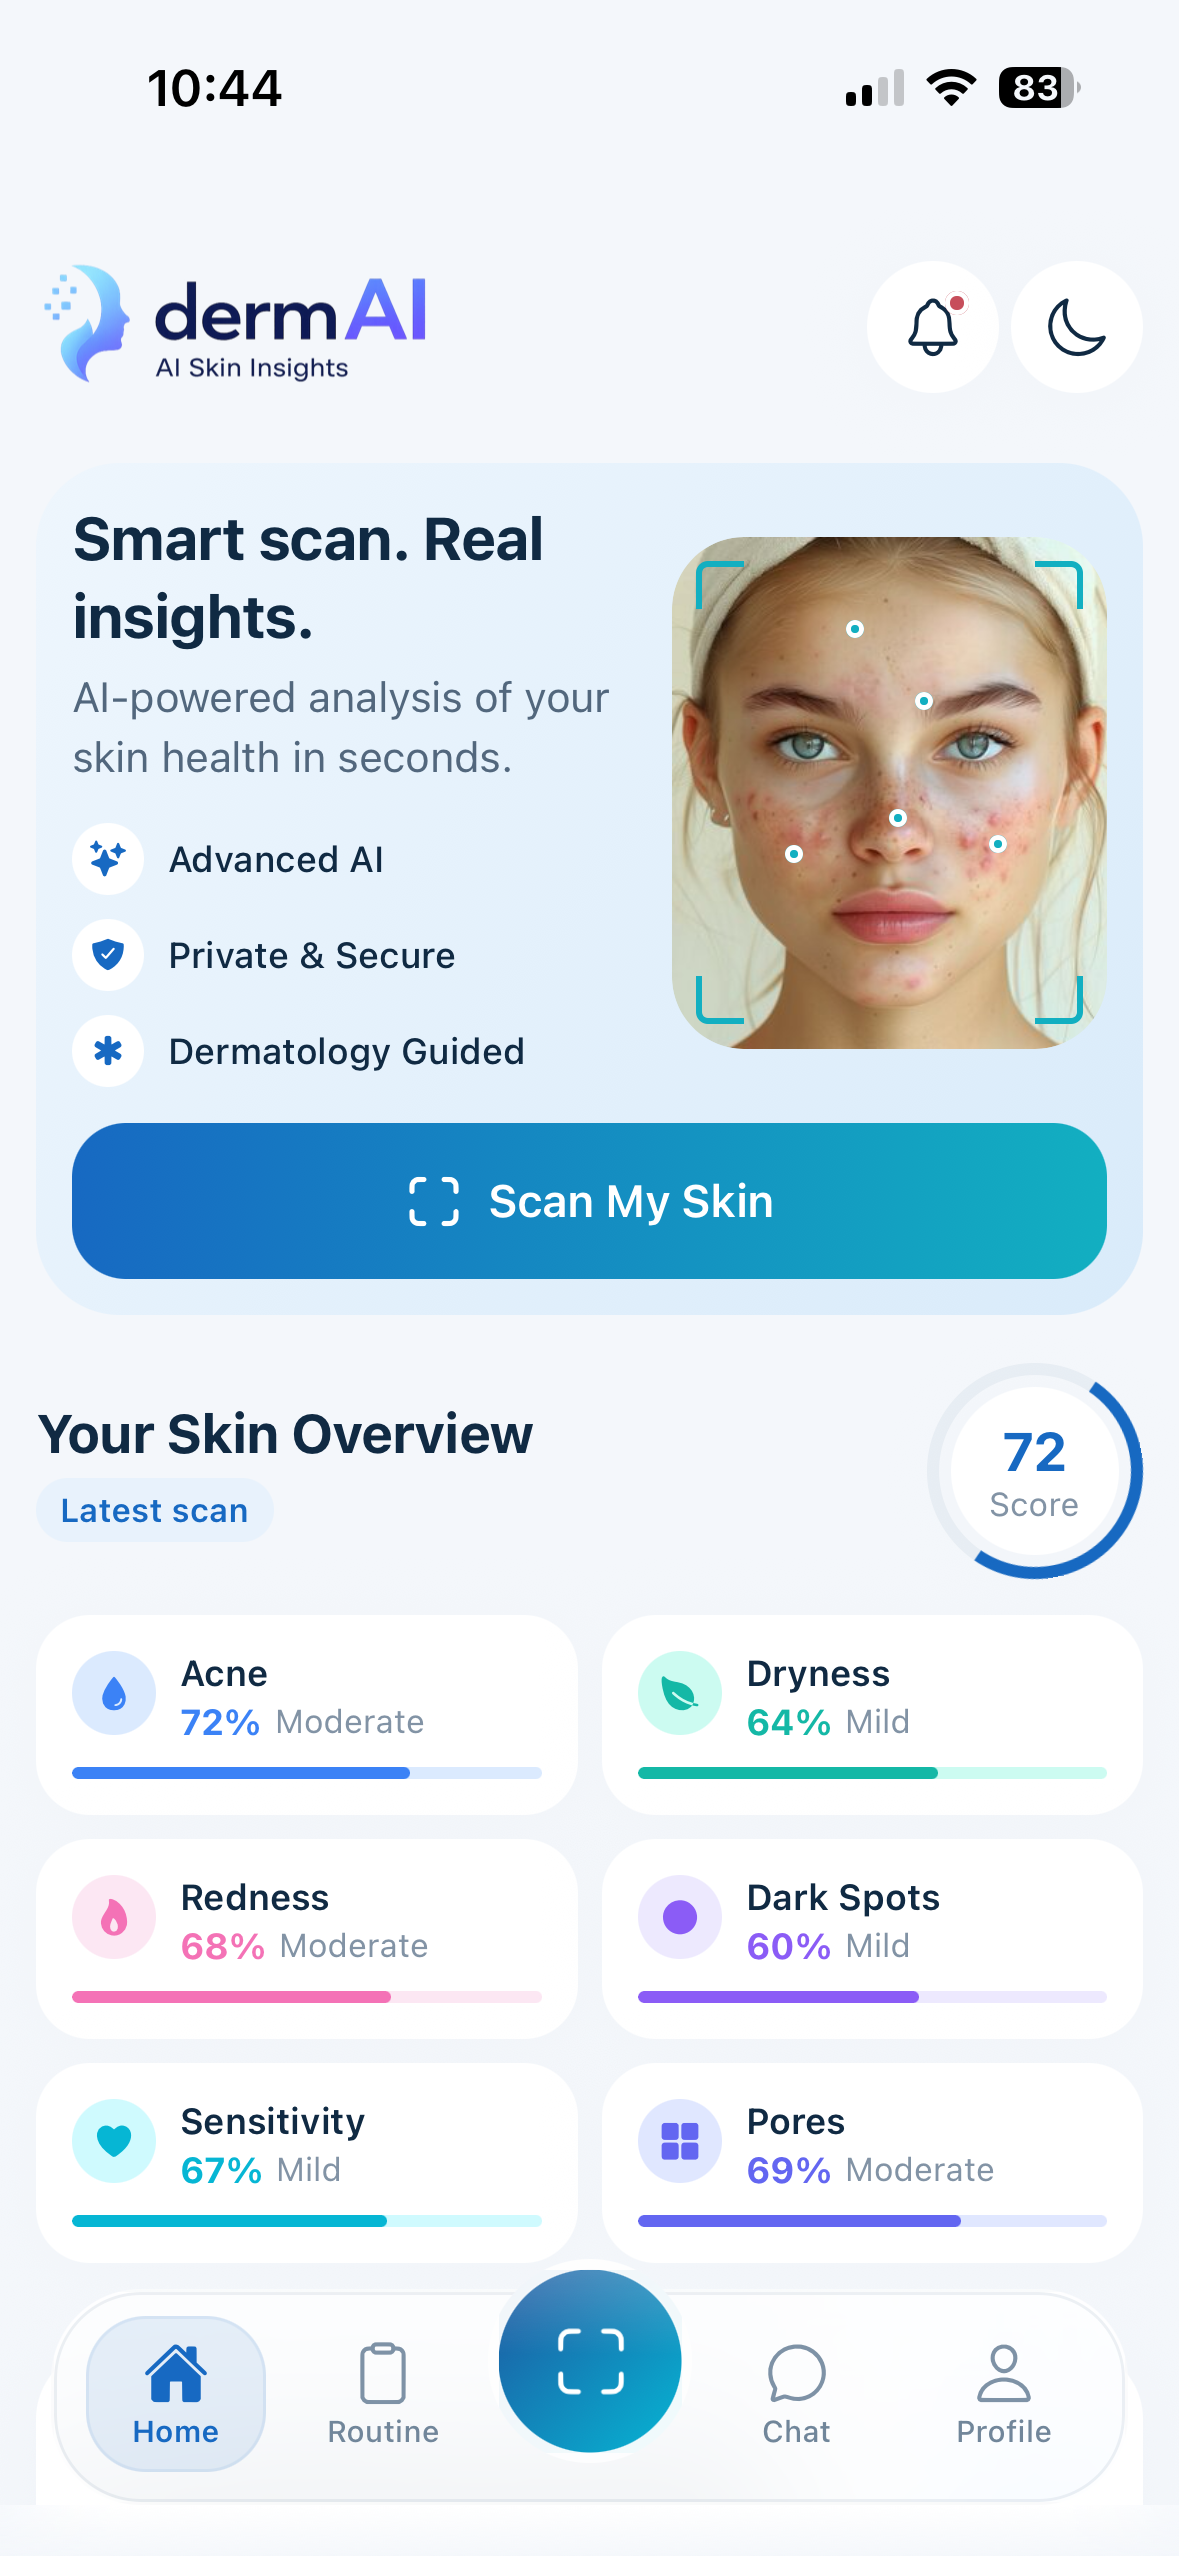 10:44
83
dermAI
AI Skin Insights
Smart scan. Real
insights.
AI-powered analysis of your
skin health in seconds.
Advanced AI
Private & Secure
Dermatology Guided
Scan My Skin
Your Skin Overview
Latest scan
72
Score
Acne
72% Moderate
Dryness
64% Mild
Redness
68% Moderate
Dark Spots
60% Mild
Sensitivity
67% Mild
Pores
69% Moderate
Home
Routine
Chat
Profile